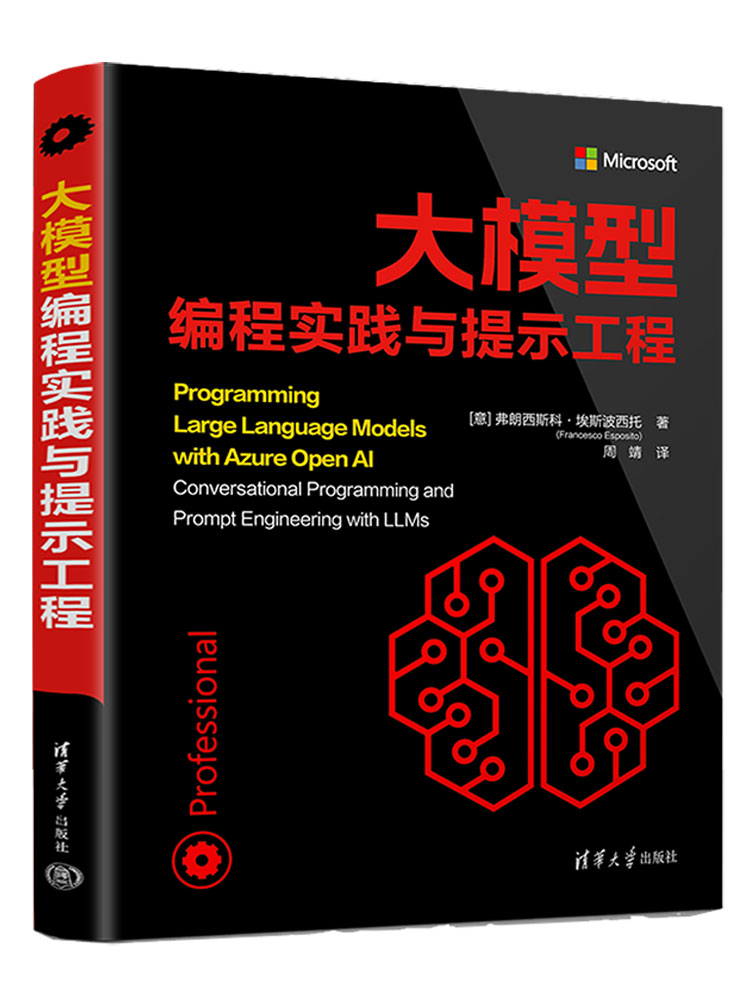 大模型编程实践与提示工程
清华大学出版社
Microsoft
大模型
编程实践与提示工程
Programming
Large Language Models
with Azure Open AI
Conversational Programming and
Prompt Engineering with LLMs
[意] 弗朗西斯科·埃斯波西托 著
(Francesco Esposito)
周 靖 译
Professional
清华大学出版社